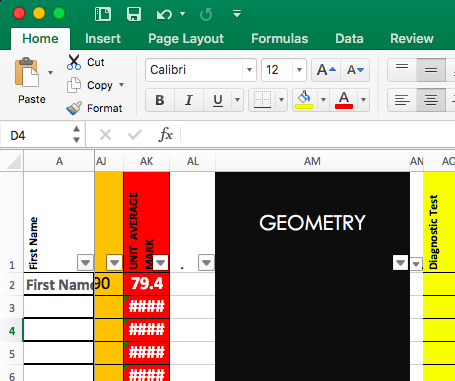 Home Insert Page Layout Formulas Data Review
Paste
Cut
Copy
Format
Calibri 12 A A
B I U A
D4 fx
A AJ AK AL AM AN AO
1 First Name UNIT AVERAGE MARK . GEOMETRY Diagnostic Test
2 First Name 90 79.4
3 ####
4 ####
5 ####
6 ####